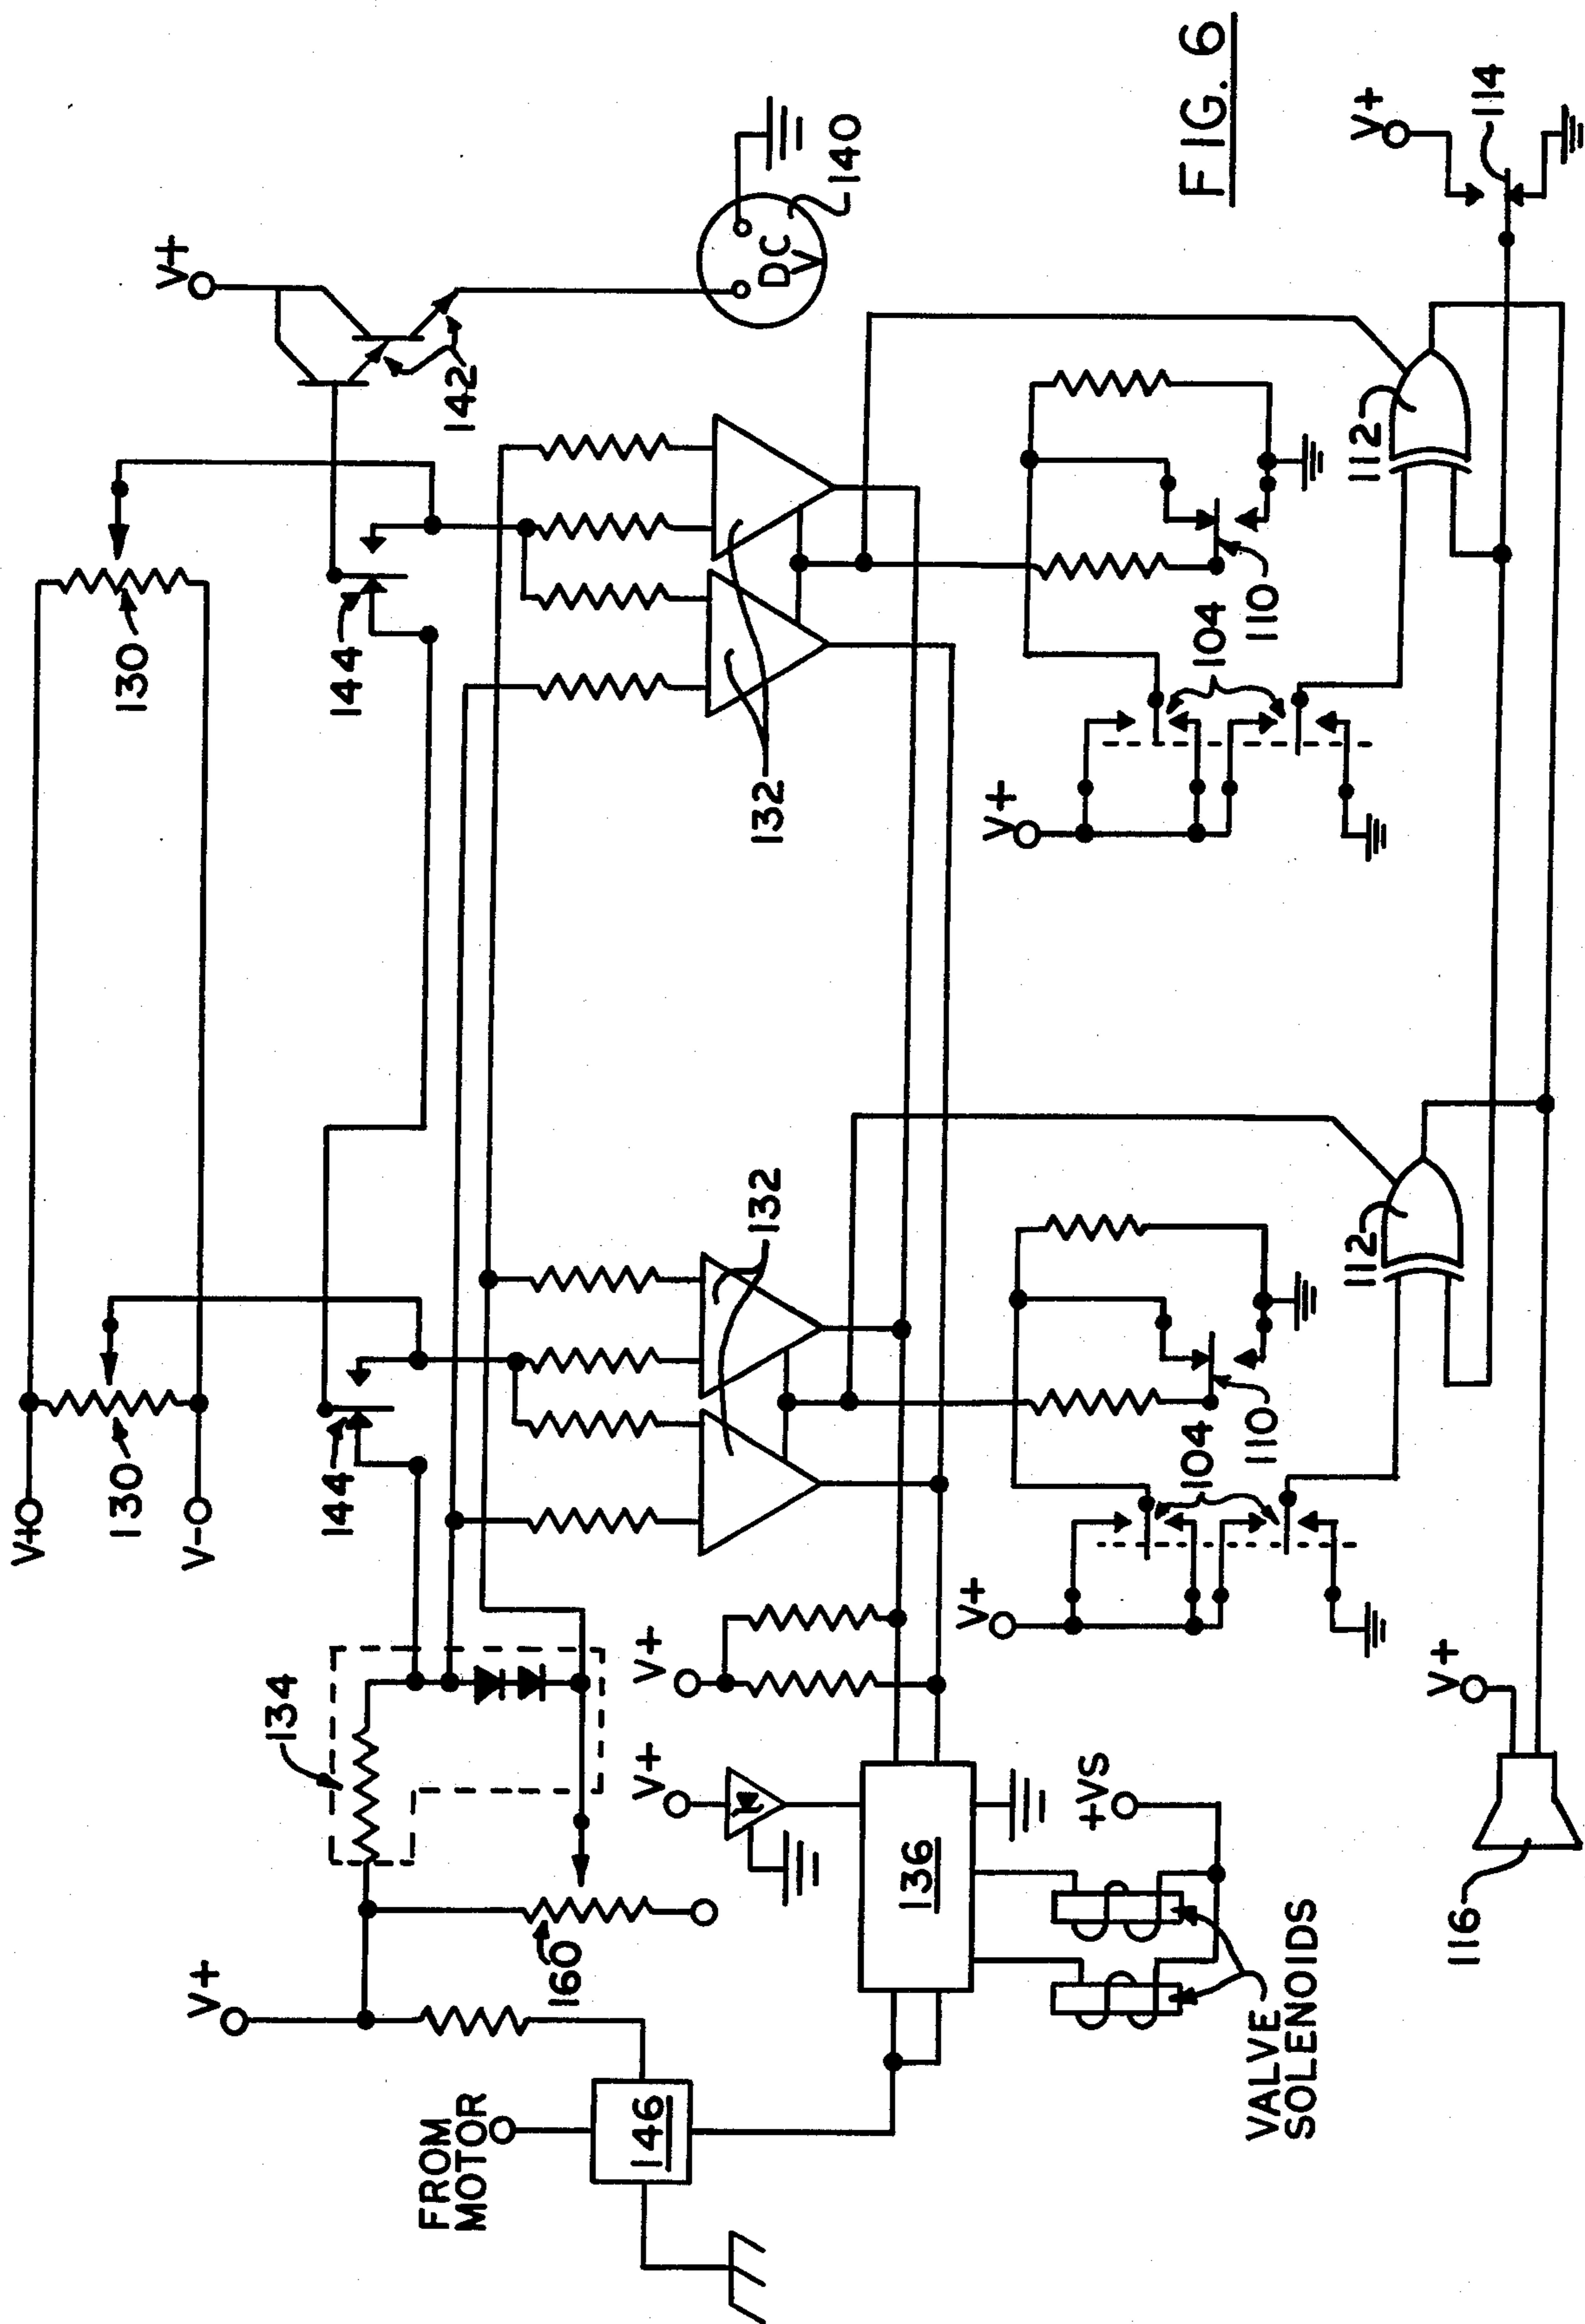 FIG. 6
V+
130
V-
130
144
144
V+
142
DC
V
140
134
132
132
V+
160
FROM
MOTOR
146
V+
V+
136
+VS
VALVE
SOLENOIDS
V+
104
110
112
V+
104
110
112
V+
114
V+
116